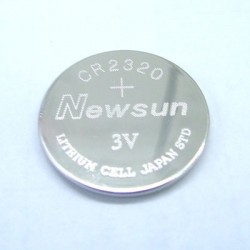 CR2320
+
Newsun
3V
LITHIUM CELL JAPAN STD